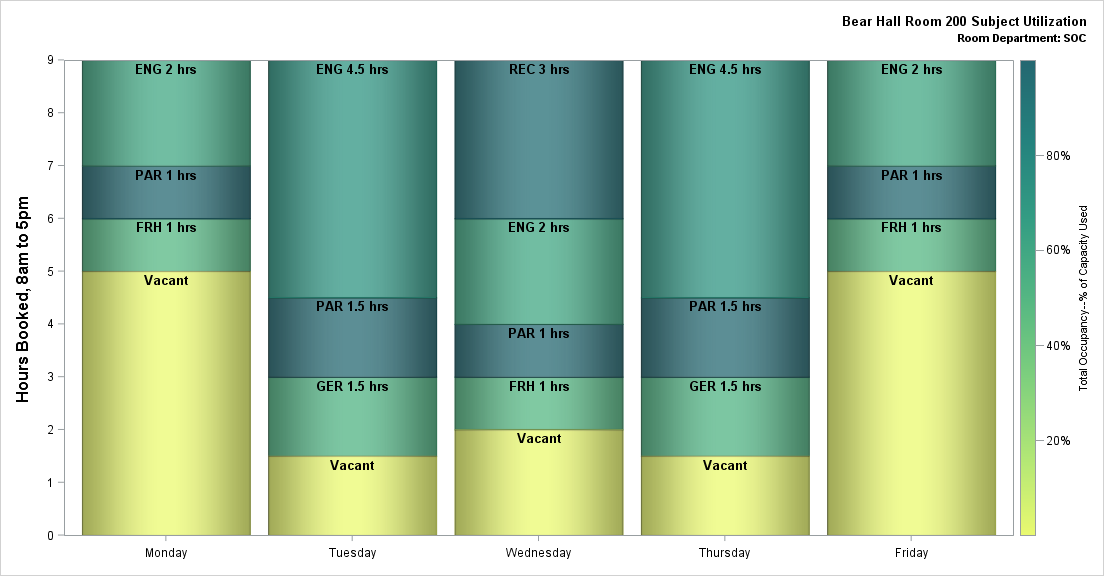 Bear Hall Room 200 Subject Utilization
Room Department: SOC
Hours Booked, 8am to 5pm
9
8
7
6
5
4
3
2
1
0
ENG 2 hrs
PAR 1 hrs
FRH 1 hrs
Vacant
ENG 4.5 hrs
PAR 1.5 hrs
GER 1.5 hrs
Vacant
REC 3 hrs
ENG 2 hrs
PAR 1 hrs
FRH 1 hrs
Vacant
ENG 4.5 hrs
PAR 1.5 hrs
GER 1.5 hrs
Vacant
ENG 2 hrs
PAR 1 hrs
FRH 1 hrs
Vacant
Monday
Tuesday
Wednesday
Thursday
Friday
80%
60%
40%
20%
Total Occupancy--% of Capacity Used